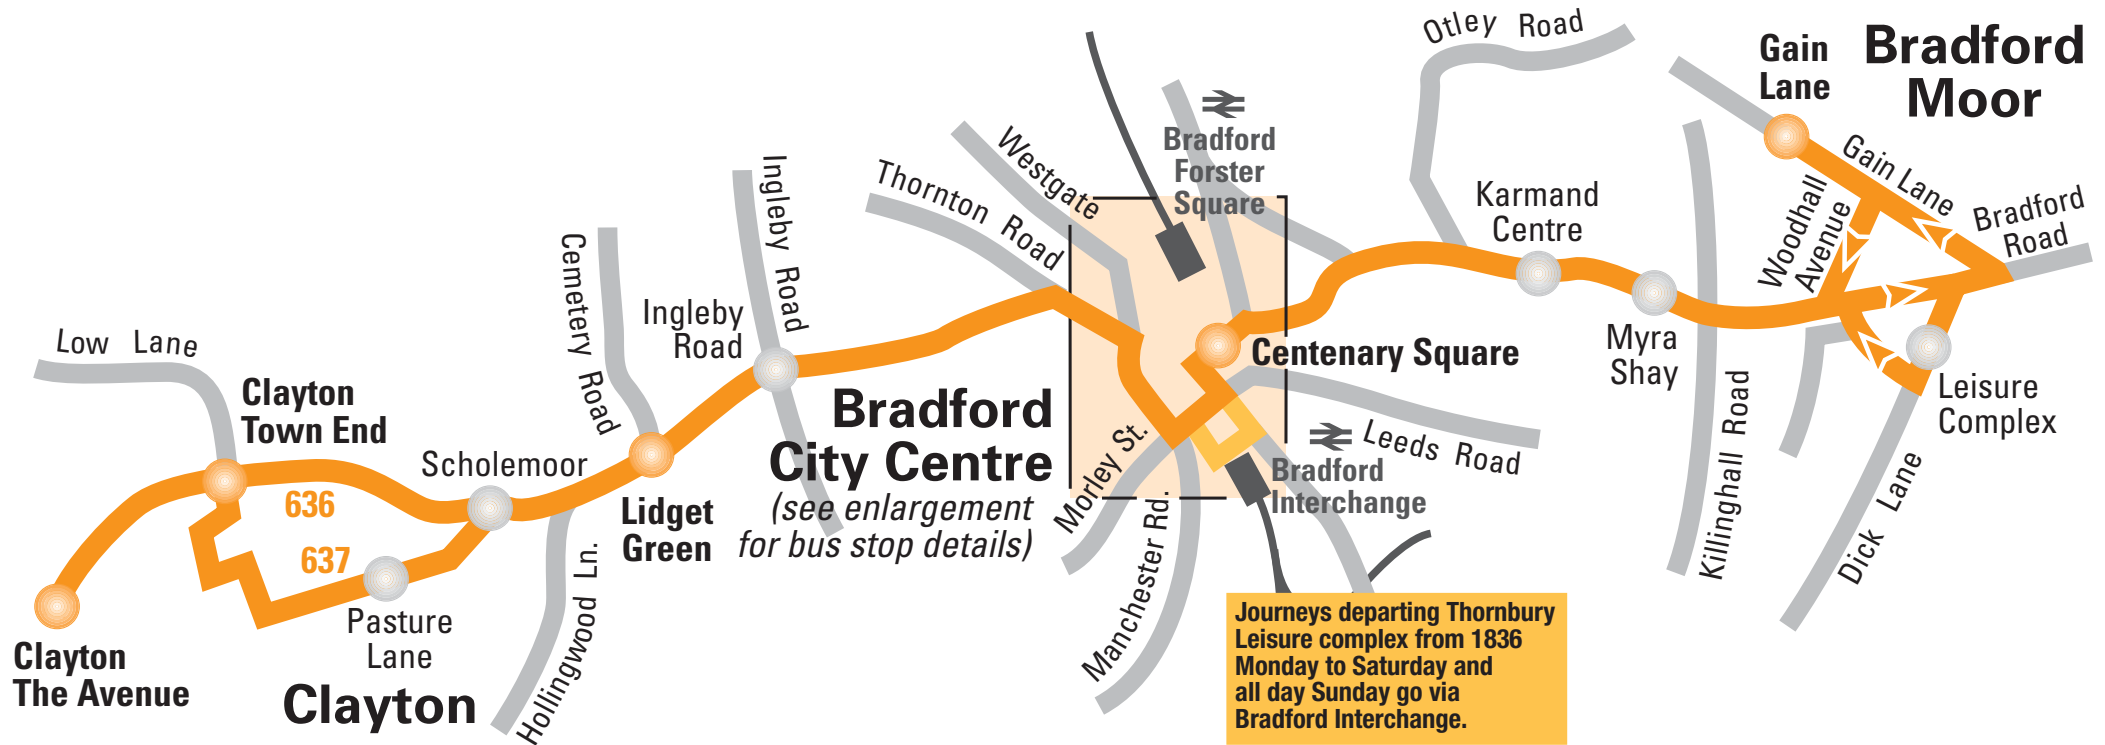 Otley Road
Gain
Lane
Bradford
Moor
Bradford
Forster
Square
Westgate
Thornton Road
Ingleby Road
Cemetery Road
Karmand
Centre
Gain Lane
Woodhall
Avenue
Bradford
Road
Low Lane
Ingleby
Road
Clayton
Town End
Centenary Square
Myra
Shay
Leisure
Complex
Killinghall Road
Dick Lane
Bradford
City Centre
(see enlargement
for bus stop details)
Morley St.
Leeds Road
Bradford
Interchange
Manchester Rd.
Scholemoor
636
637
Lidget
Green
Pasture
Lane
Hollingwood Ln.
Clayton
The Avenue
Clayton
Journeys departing Thornbury
Leisure complex from 1836
Monday to Saturday and
all day Sunday go via
Bradford Interchange.